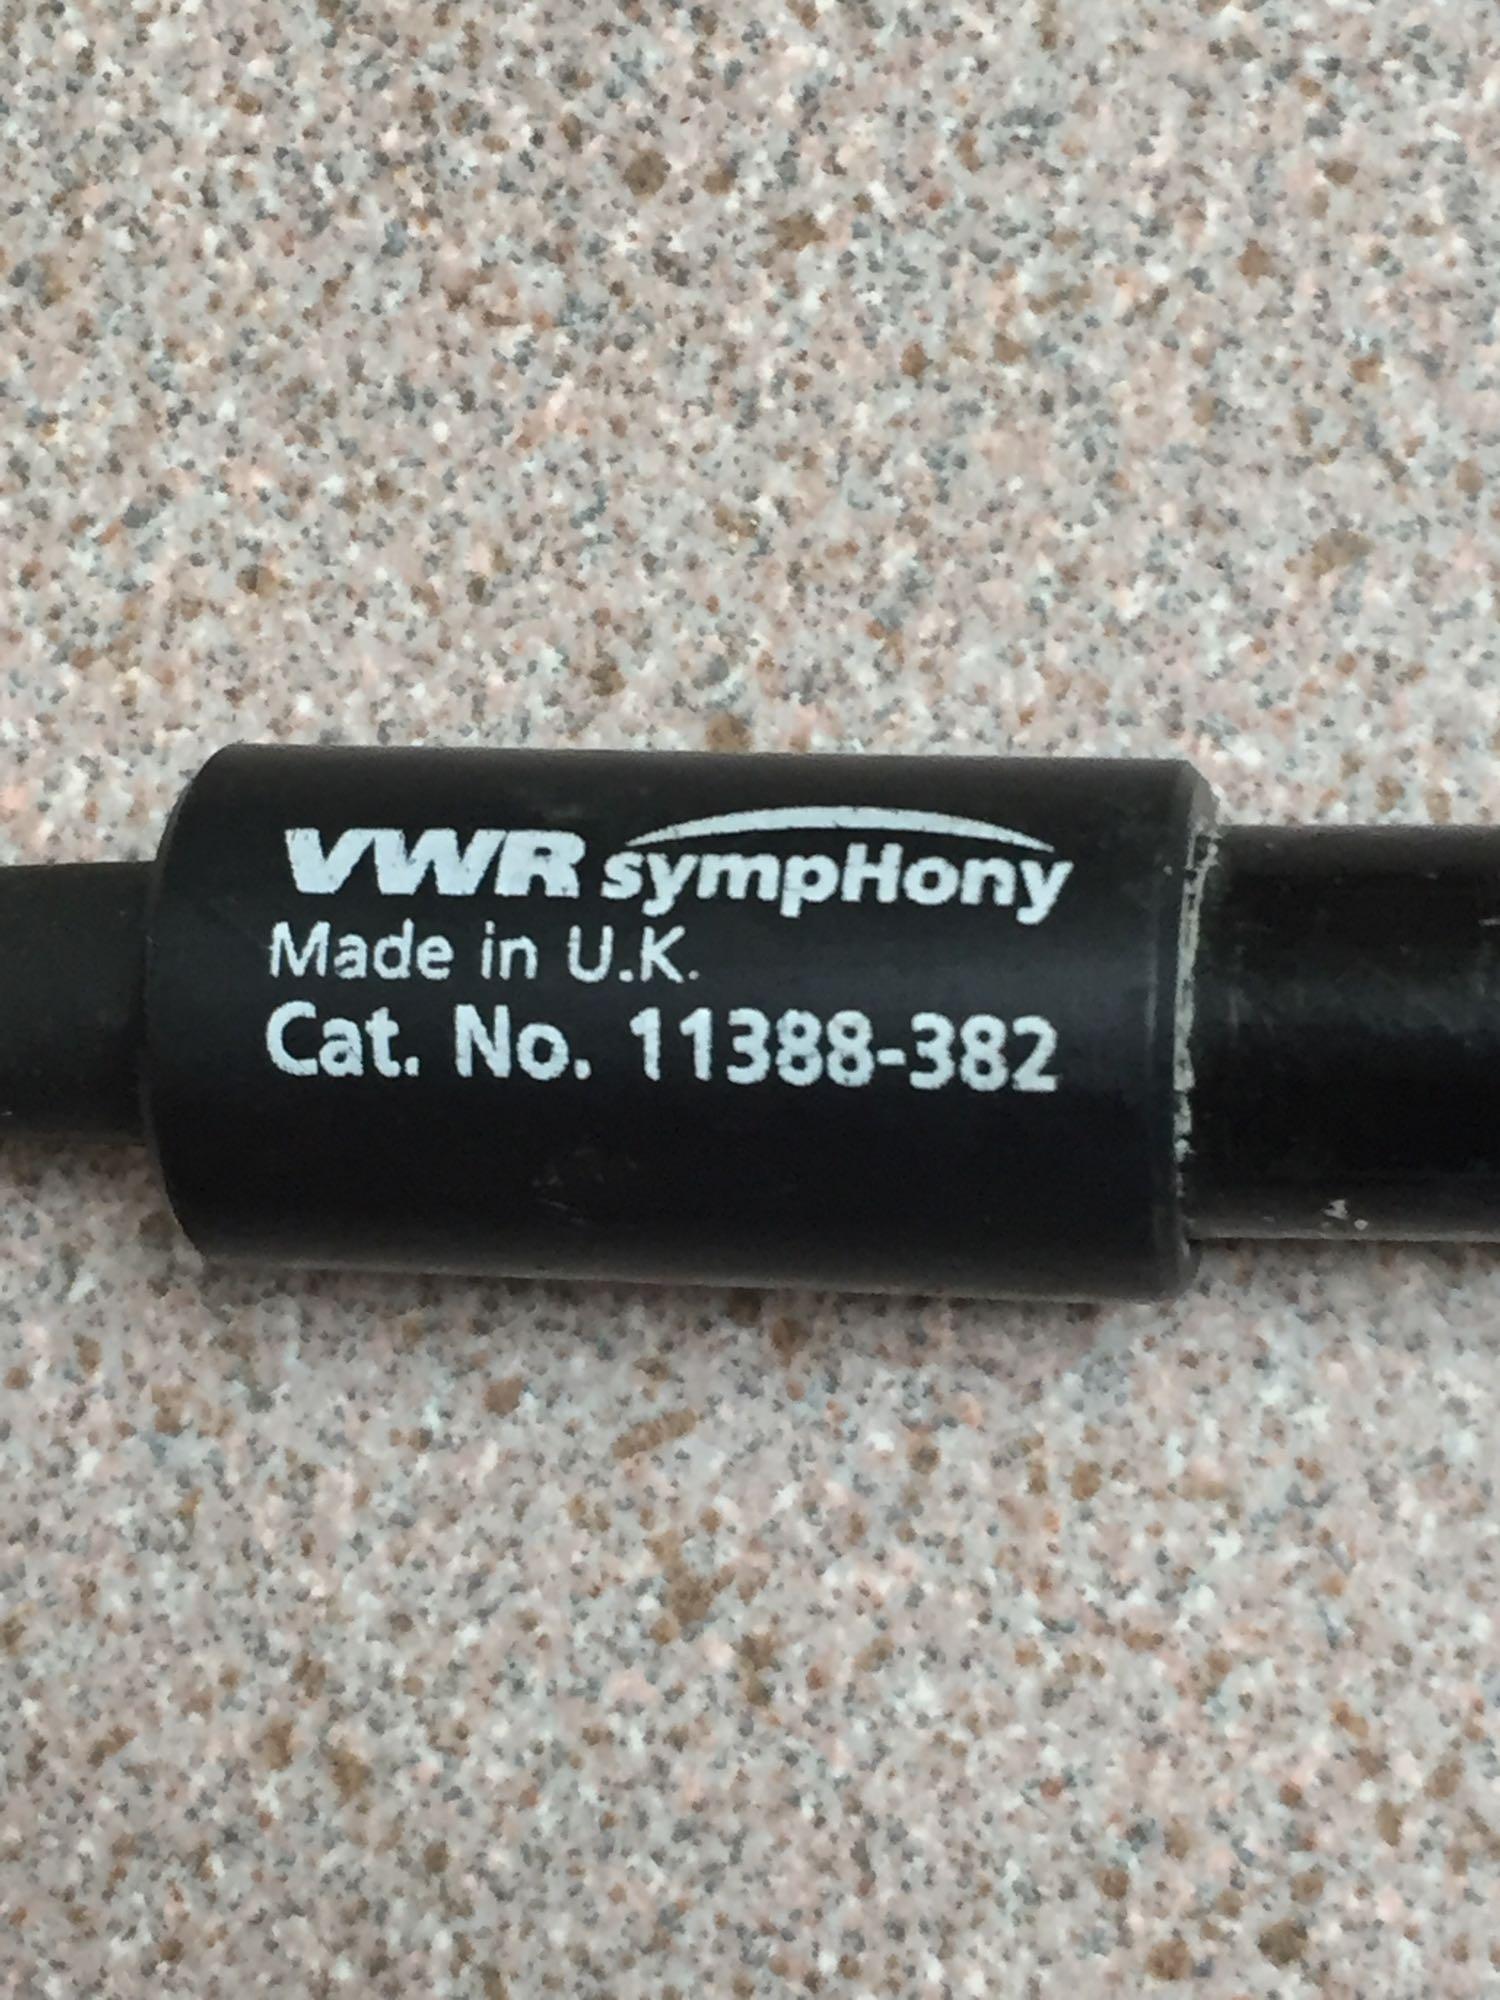 VWR sympHony
Made in U.K.
Cat. No. 11388-382